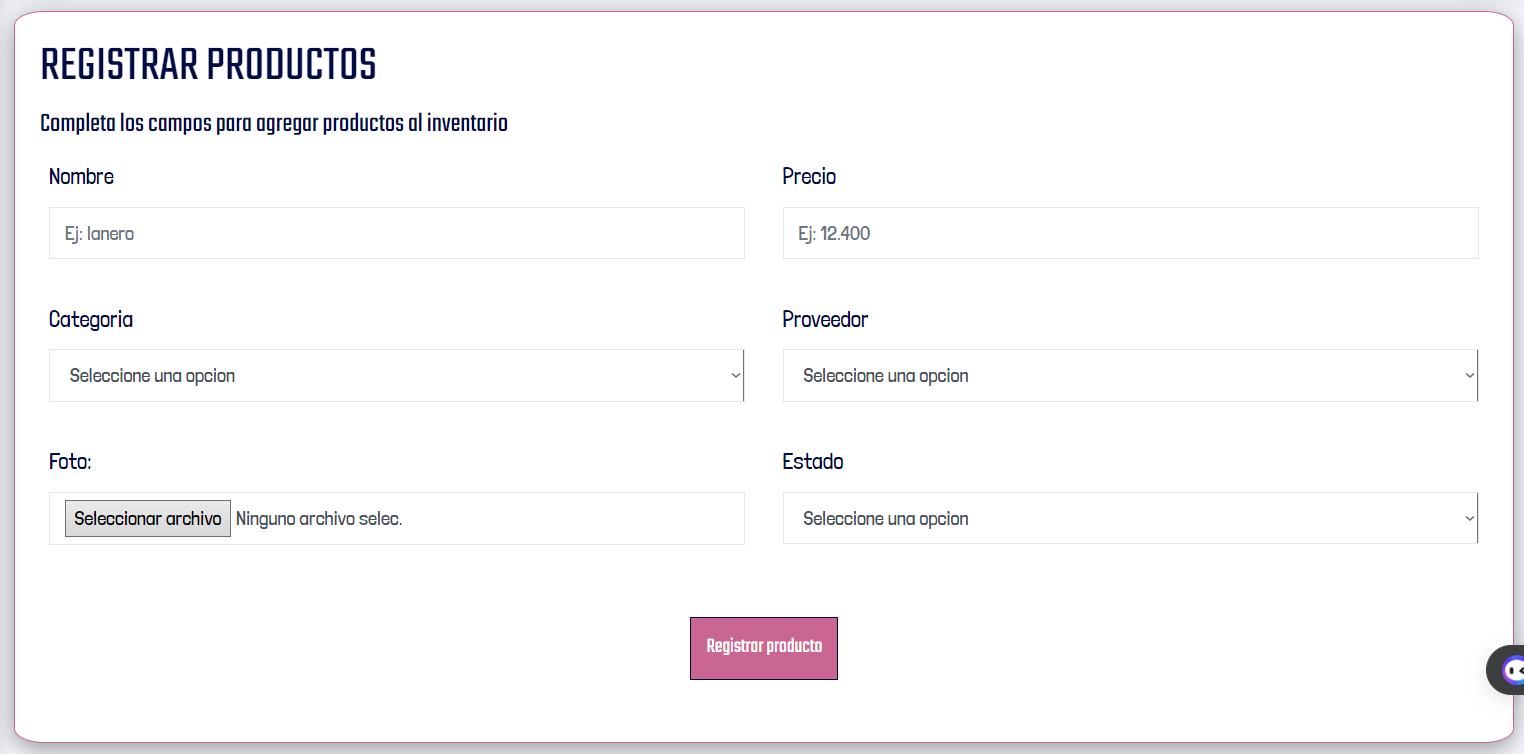 REGISTRAR PRODUCTOS
Completa los campos para agregar productos al inventario
Nombre
Precio
Ej: lanero
Ej: 12.400
Categoria
Proveedor
Seleccione una opcion
Seleccione una opcion
Foto:
Estado
Seleccionar archivo Ninguno archivo selec.
Seleccione una opcion
Registrar producto